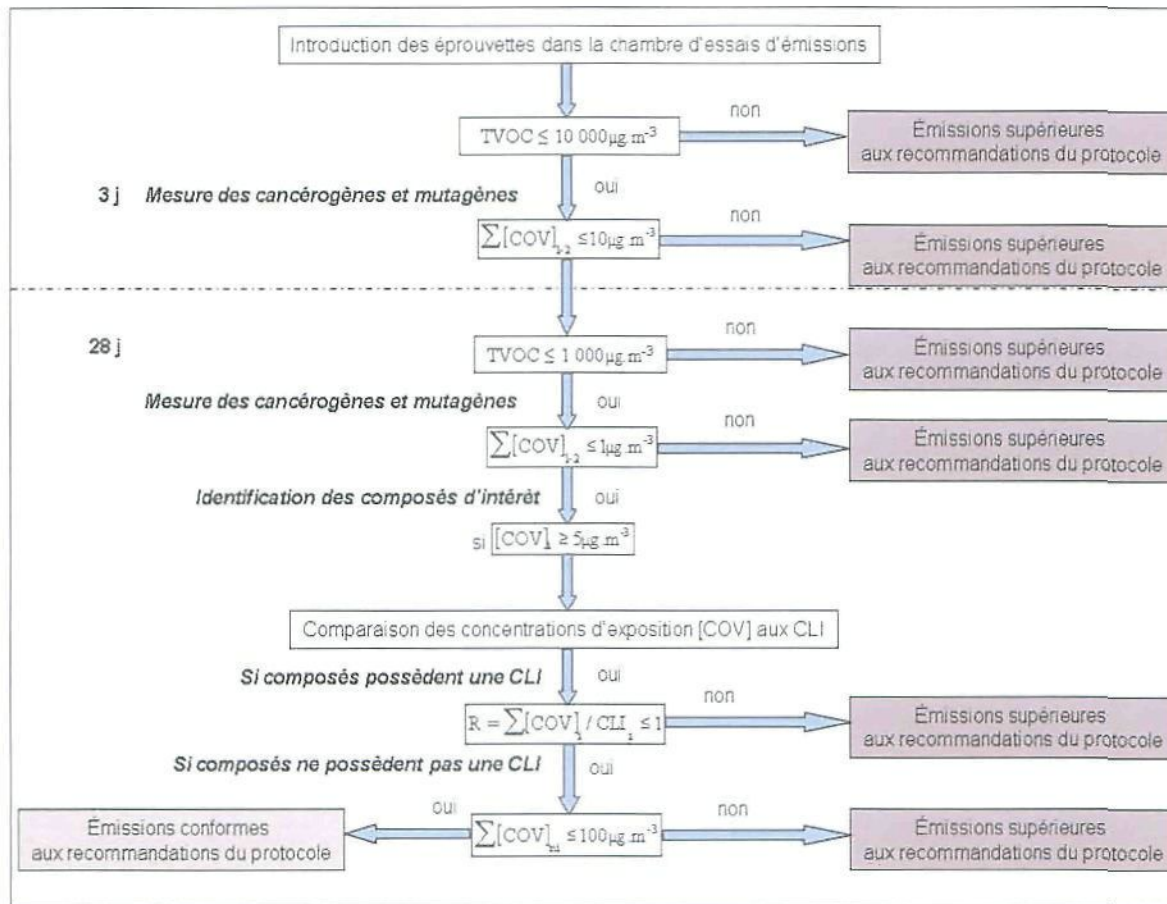 Introduction des éprouvettes dans la chambre d'essais d'émissions
non
TVOC ≤ 10 000µg.m⁻³
Émissions supérieures
aux recommandations du protocole
oui
3 j Mesure des cancérogènes et mutagènes
non
∑[COV]₁₋₂ ≤10µg.m⁻³
Émissions supérieures
aux recommandations du protocole
28 j
non
TVOC ≤ 1 000µg.m⁻³
Émissions supérieures
aux recommandations du protocole
Mesure des cancérogènes et mutagènes
oui
non
∑[COV]₁₋₂ ≤1µg.m⁻³
Émissions supérieures
aux recommandations du protocole
Identification des composés d'intérêt
oui
si [COV]ᵢ ≥ 5µg.m⁻³
Comparaison des concentrations d'exposition [COV] aux CLI
Si composés possèdent une CLI
oui
non
R = ∑[COV]ᵢ / CLIᵢ ≤ 1
Émissions supérieures
aux recommandations du protocole
Si composés ne possèdent pas une CLI
oui
oui
non
Émissions conformes
aux recommandations du protocole
∑[COV] ≤100µg.m⁻³
Émissions supérieures
aux recommandations du protocole